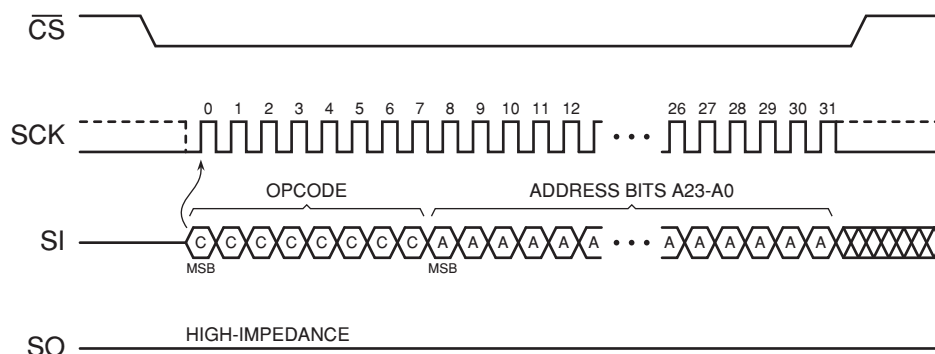 CS
0 1 2 3 4 5 6 7 8 9 10 11 12 26 27 28 29 30 31
SCK
OPCODE ADDRESS BITS A23-A0
SI C C C C C C C C A A A A A A A A A A A A
MSB MSB
HIGH-IMPEDANCE
SO